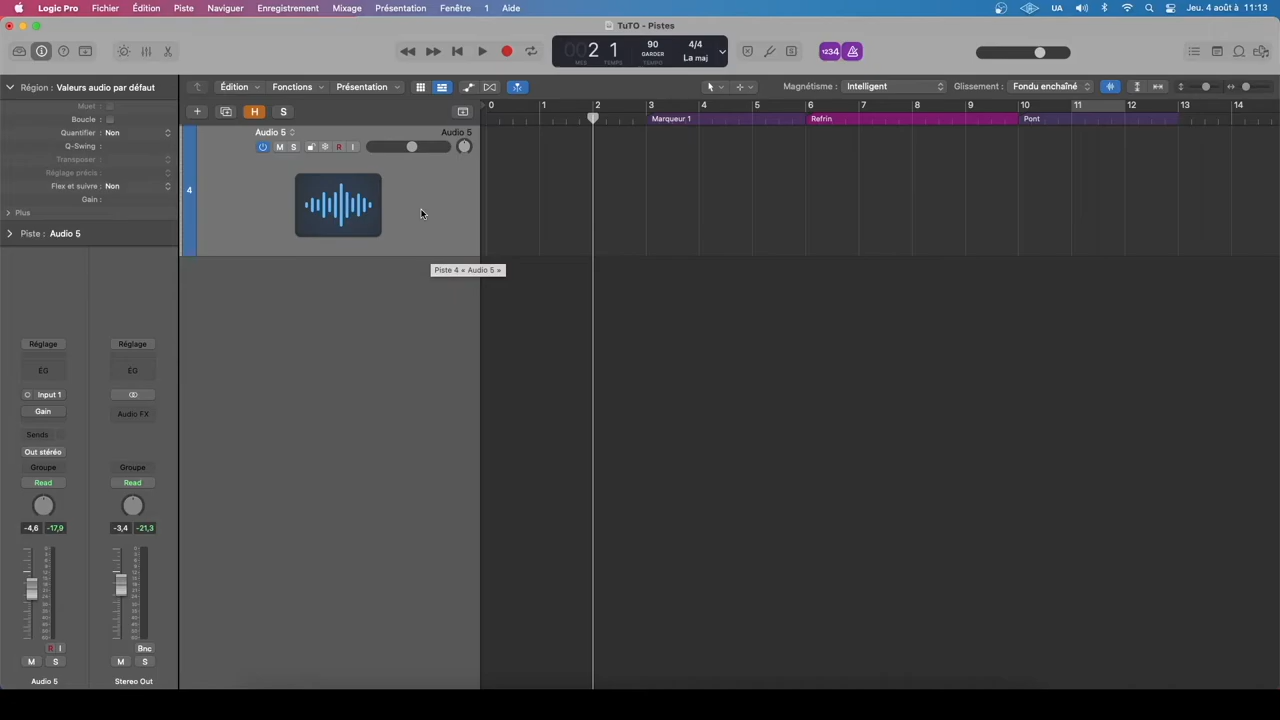 Logic Pro Fichier Édition Piste Naviguer Enregistrement Mixage Présentation Fenêtre 1 Aide UA Jeu. 4 août à 11:13
TuTO - Pistes
002 1 90 4/4
GARDER La maj
MES TEMPS TEMPO
1234
Région : Valeurs audio par défaut
Édition Fonctions Présentation Magnétisme : Intelligent Glissement : Fondu enchaîné
Muet :
Boucle :
Quantifier : Non
Q-Swing :
Transposer :
Réglage précis :
Flex et suivre : Non
Gain :
Plus
Piste : Audio 5
H S
0 1 2 3 4 5 6 7 8 9 10 11 12 13 14
Marqueur 1 Refrin Pont
Audio 5 Audio 5
M S R I
4
Piste 4 « Audio 5 »
Réglage Réglage
ÉG ÉG
Input 1
Gain Audio FX
Sends
Out stéréo
Groupe Groupe
Read Read
-4,6 -17,9 -3,4 -21,3
R I Bnc
M S M S
Audio 5 Stereo Out